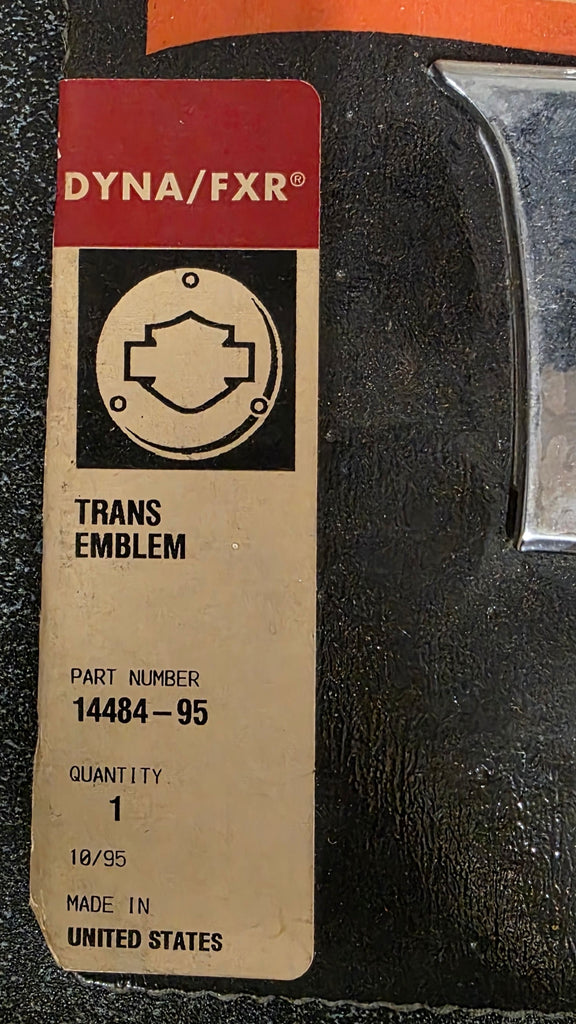 DYNA/FXR®
TRANS
EMBLEM
PART NUMBER
14484-95
QUANTITY
1
10/95
MADE IN
UNITED STATES